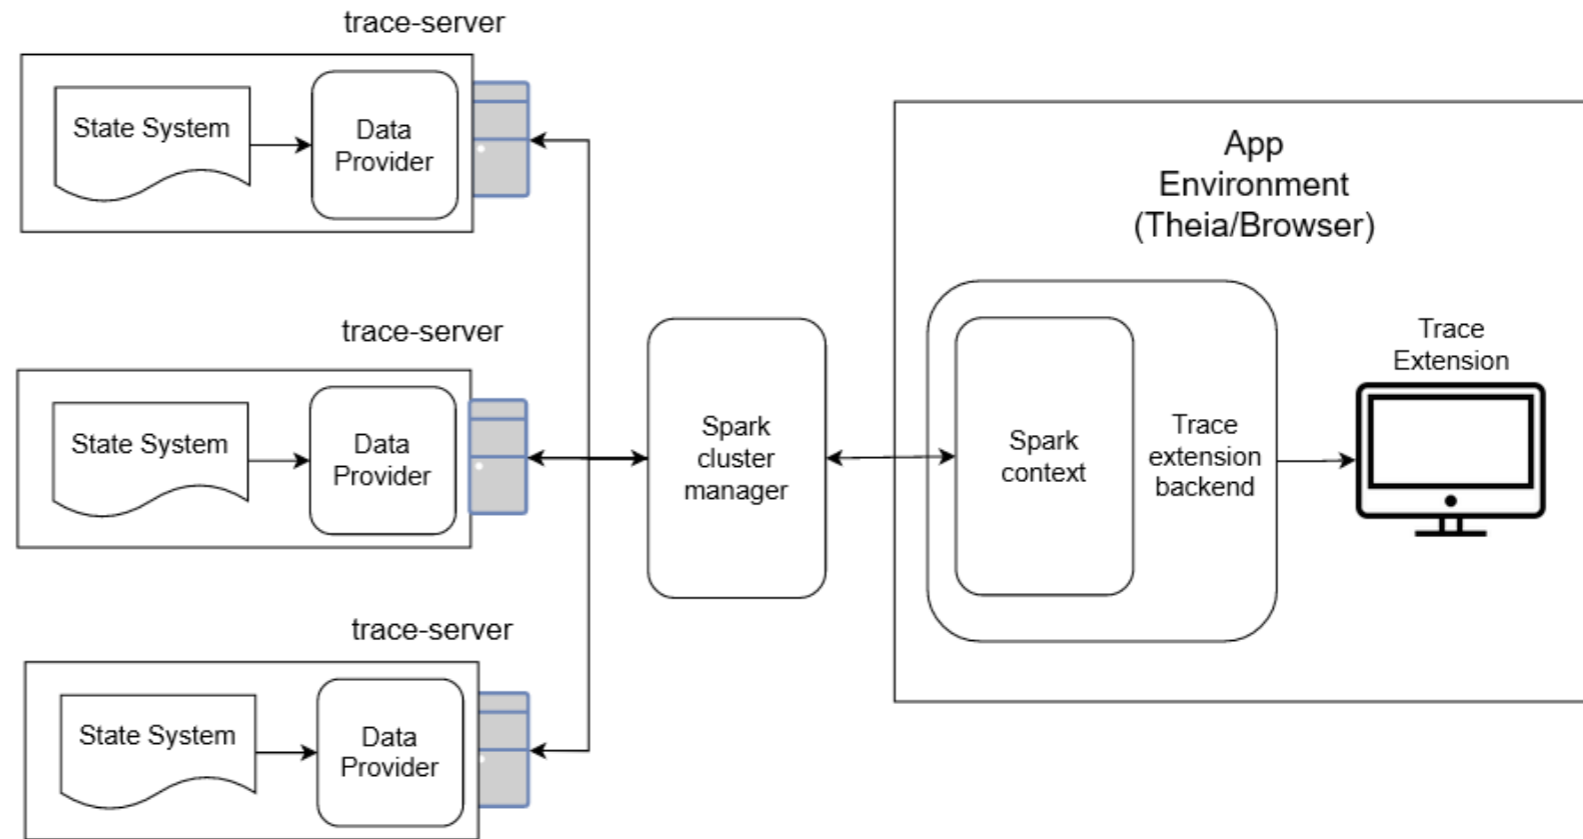 trace-server
State System
Data
Provider
trace-server
State System
Data
Provider
trace-server
State System
Data
Provider
Spark
cluster
manager
App
Environment
(Theia/Browser)
Spark
context
Trace
extension
backend
Trace
Extension